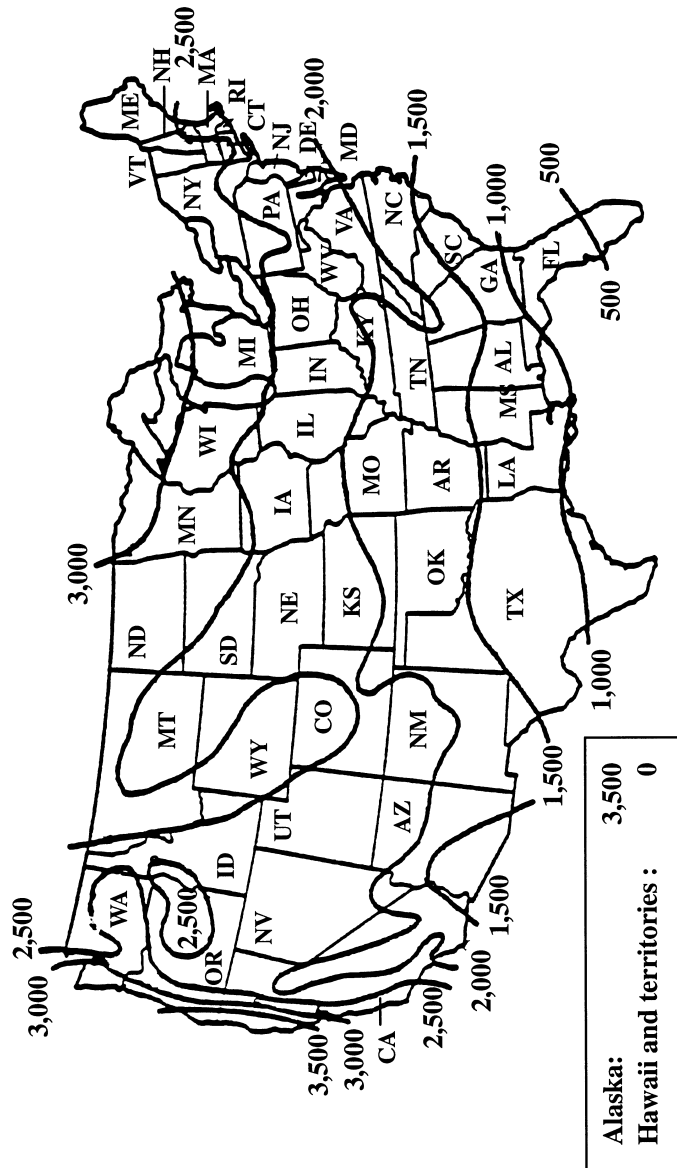 3,000
2,500
3,000
2,500
WA
2,500
OR
ID
MT
ND
MN
WI
MI
VT
ME
NH
2,500
MA
RI
CT
NY
NJ
PA
DE
2,000
MD
SD
WY
NE
IA
IL
IN
OH
WV
VA
NV
UT
CO
KS
MO
KY
NC
1,500
3,500
3,000
CA
2,500
2,000
1,500
AZ
NM
OK
AR
TN
SC
1,000
TX
LA
MS
AL
GA
FL
500
500
1,500
1,000
Alaska: 3,500
Hawaii and territories : 0